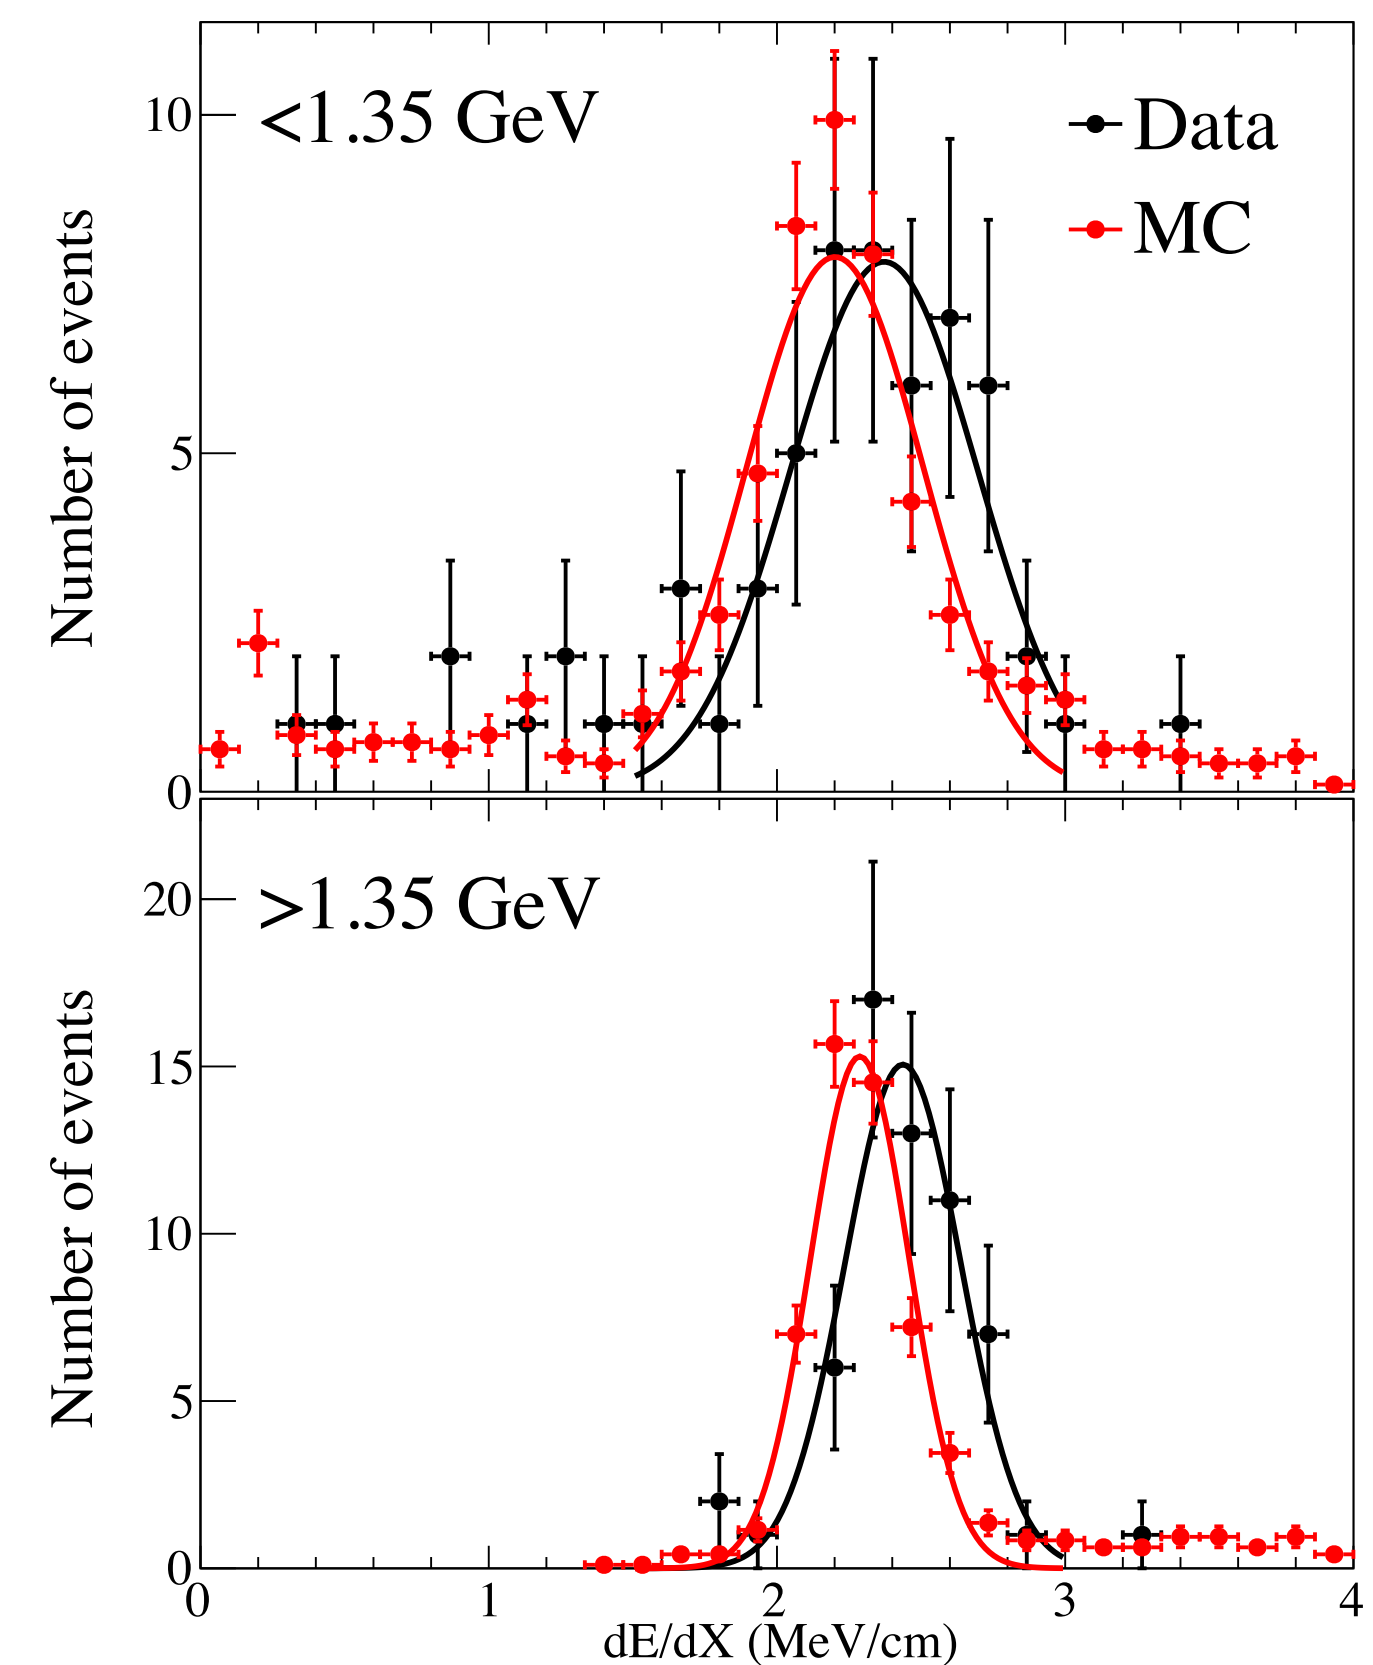 <1.35 GeV
Data
MC
Number of events
10
5
0
>1.35 GeV
Number of events
20
15
10
5
0
0 1 2 3 4
dE/dX (MeV/cm)